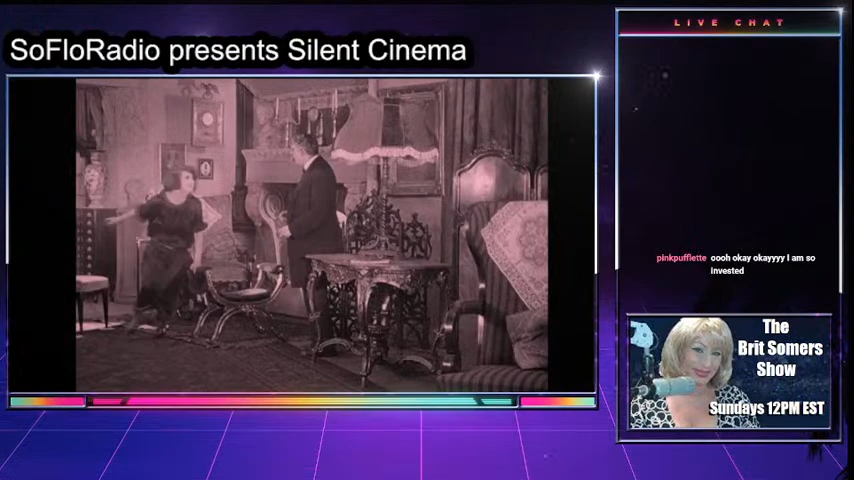 SoFloRadio presents Silent Cinema
LIVE CHAT
pinkpufflette oooh okay okayyyy I am so
invested
The
Brit Somers
Show
Sundays 12PM EST